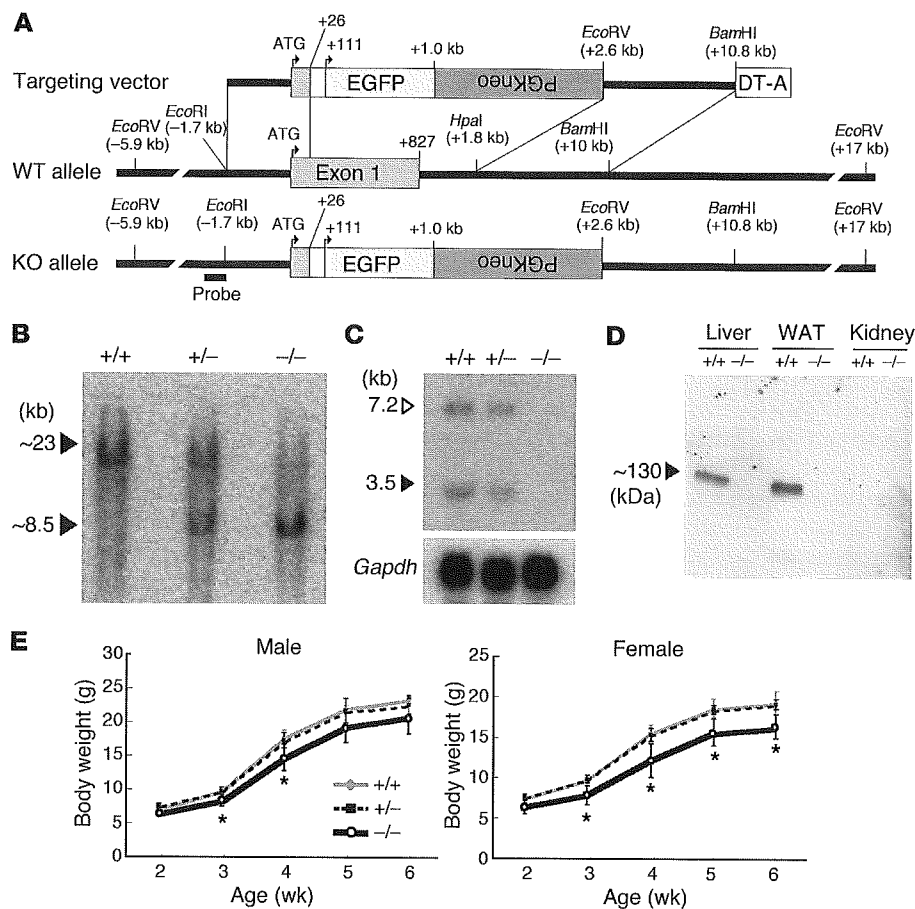 A
+26
ATG
+111
+1.0 kb
EcoRV
(+2.6 kb)
BamHI
(+10.8 kb)
Targeting vector
EGFP
PGKneo
DT-A
EcoRV
(−5.9 kb)
EcoRI
(−1.7 kb)
ATG
+827
HpaI
(+1.8 kb)
BamHI
(+10 kb)
EcoRV
(+17 kb)
WT allele
Exon 1
+26
EcoRV
(−5.9 kb)
EcoRI
(−1.7 kb)
ATG
+111
+1.0 kb
EcoRV
(+2.6 kb)
BamHI
(+10.8 kb)
EcoRV
(+17 kb)
KO allele
EGFP
PGKneo
Probe
B
+/+ +/− −/−
(kb)
~23
~8.5
C
+/+ +/− −/−
(kb)
7.2
3.5
Gapdh
D
Liver WAT Kidney
+/+ −/− +/+ −/− +/+ −/−
~130
(kDa)
E
Male
Body weight (g)
30
25
20
15
10
5
0
* *
+/+
+/−
−/−
2 3 4 5 6
Age (wk)
Female
Body weight (g)
25
20
15
10
5
0
* * * *
2 3 4 5 6
Age (wk)